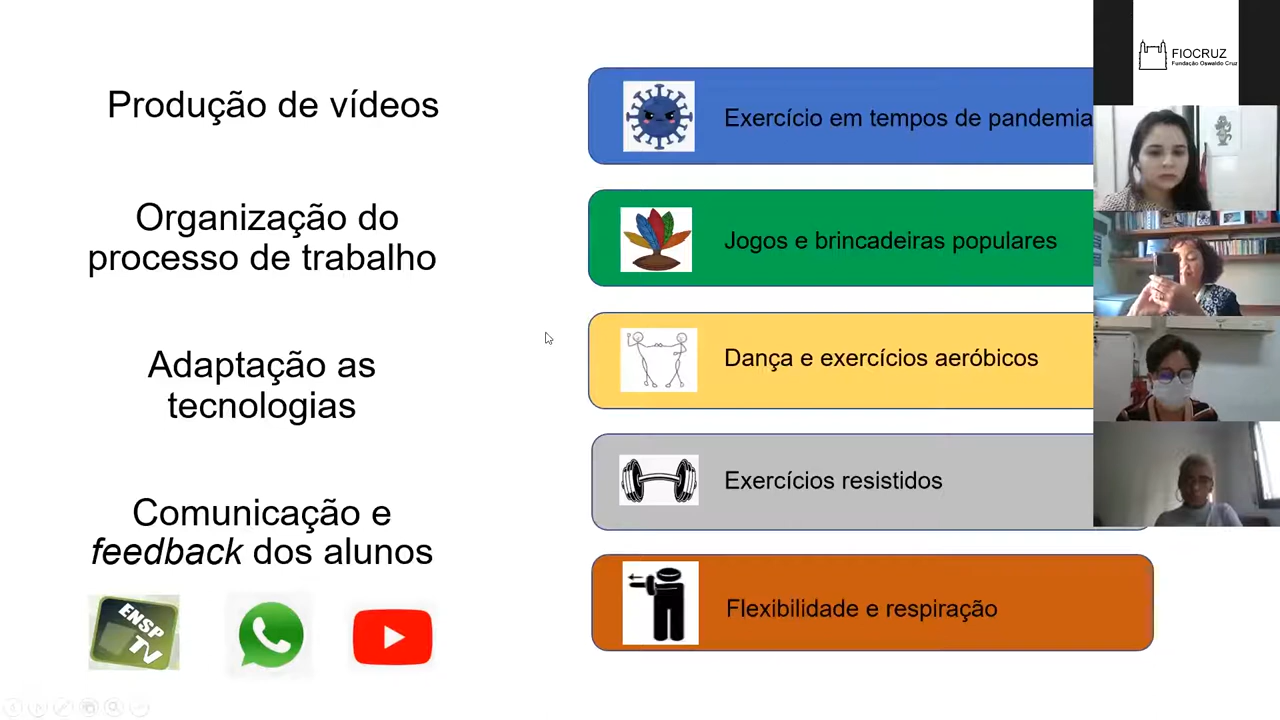 Produção de vídeos
Organização do
processo de trabalho
Adaptação as
tecnologias
Comunicação e
feedback dos alunos
ENSP
TV
Exercício em tempos de pandemia
Jogos e brincadeiras populares
Dança e exercícios aeróbicos
Exercícios resistidos
Flexibilidade e respiração
FIOCRUZ
Fundação Oswaldo Cruz